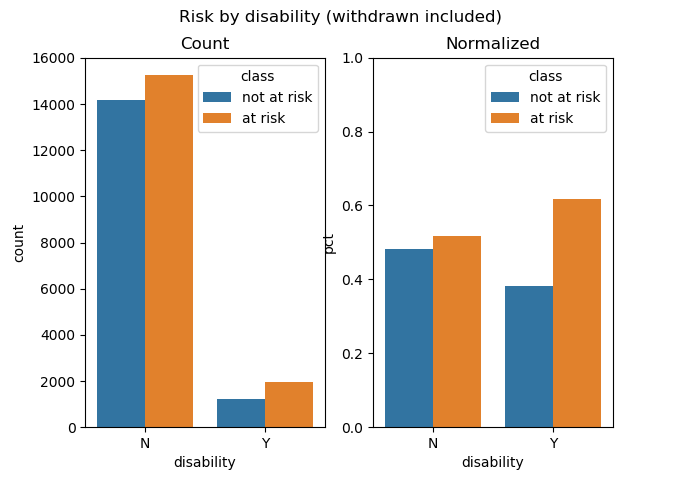 Risk by disability (withdrawn included)
Count
16000
14000
12000
10000
8000
6000
4000
2000
0
count
N
Y
disability
class
not at risk
at risk
Normalized
1.0
0.8
0.6
0.4
0.2
0.0
pct
N
Y
disability
class
not at risk
at risk